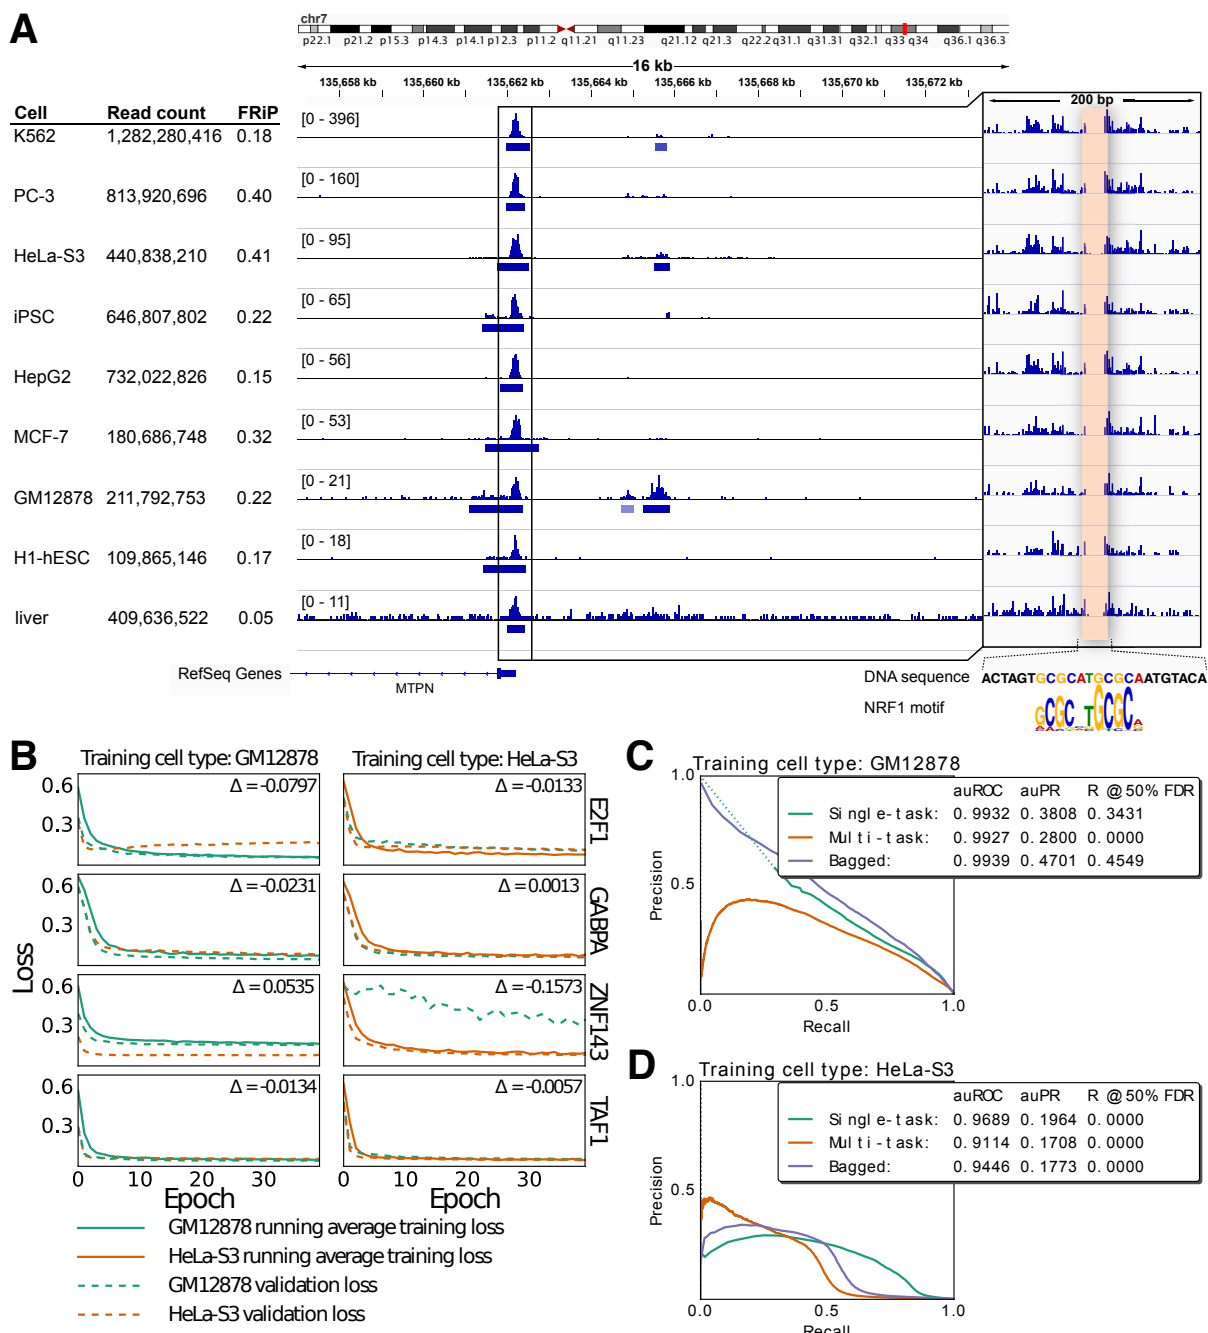 A
chr7
p22.1 p21.2 p15.3 p14.3 p14.1 p12.3 p11.2 q11.21 q11.23 q21.12 q21.3 q22.2 q31.1 q31.31 q32.1 q33 q34 q36.1 q36.3
16 kb
135,658 kb 135,660 kb 135,662 kb 135,664 kb 135,666 kb 135,668 kb 135,670 kb 135,672 kb
200 bp
Cell Read count FRiP
K562 1,282,280,416 0.18 [0 - 396]
PC-3 813,920,696 0.40 [0 - 160]
HeLa-S3 440,838,210 0.41 [0 - 95]
iPSC 646,807,802 0.22 [0 - 65]
HepG2 732,022,826 0.15 [0 - 56]
MCF-7 180,686,748 0.32 [0 - 53]
GM12878 211,792,753 0.22 [0 - 21]
H1-hESC 109,865,146 0.17 [0 - 18]
liver 409,636,522 0.05 [0 - 11]
RefSeq Genes
MTPN
DNA sequence ACTAGTGCGCATGCGCAATGTACA
NRF1 motif GCGC TGCGCA
B
Training cell type: GM12878 Training cell type: HeLa-S3
0.6 Δ = -0.0797 Δ = -0.0133 E2F1
0.3
Δ = -0.0231 Δ = 0.0013 GABPA
0.6
0.3
Loss
Δ = 0.0535 Δ = -0.1573 ZNF143
0.6
0.3
Δ = -0.0134 Δ = -0.0057 TAF1
0.6
0.3
0 10 20 30 0 10 20 30
Epoch Epoch
GM12878 running average training loss
HeLa-S3 running average training loss
GM12878 validation loss
HeLa-S3 validation loss
C
Training cell type: GM12878
auROC auPR R @ 50% FDR
Single-task: 0.9932 0.3808 0.3431
Multi-task: 0.9927 0.2800 0.0000
Bagged: 0.9939 0.4701 0.4549
1.0
0.5
Precision
0.0 0.5 1.0
Recall
D
Training cell type: HeLa-S3
auROC auPR R @ 50% FDR
Single-task: 0.9689 0.1964 0.0000
Multi-task: 0.9114 0.1708 0.0000
Bagged: 0.9446 0.1773 0.0000
1.0
0.5
Precision
0.0 0.5 1.0
Recall